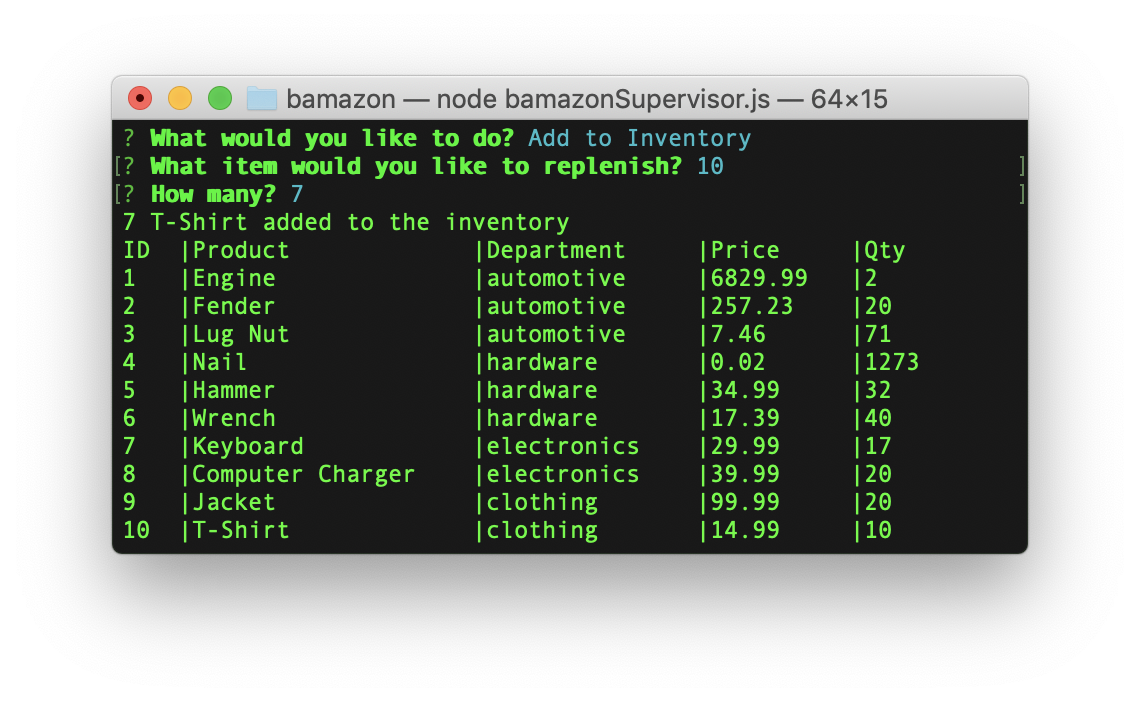 bamazon — node bamazonSupervisor.js — 64×15
? What would you like to do? Add to Inventory
[? What item would you like to replenish? 10 ]
[? How many? 7 ]
7 T-Shirt added to the inventory
ID |Product |Department |Price |Qty
1 |Engine |automotive |6829.99 |2
2 |Fender |automotive |257.23 |20
3 |Lug Nut |automotive |7.46 |71
4 |Nail |hardware |0.02 |1273
5 |Hammer |hardware |34.99 |32
6 |Wrench |hardware |17.39 |40
7 |Keyboard |electronics |29.99 |17
8 |Computer Charger |electronics |39.99 |20
9 |Jacket |clothing |99.99 |20
10 |T-Shirt |clothing |14.99 |10